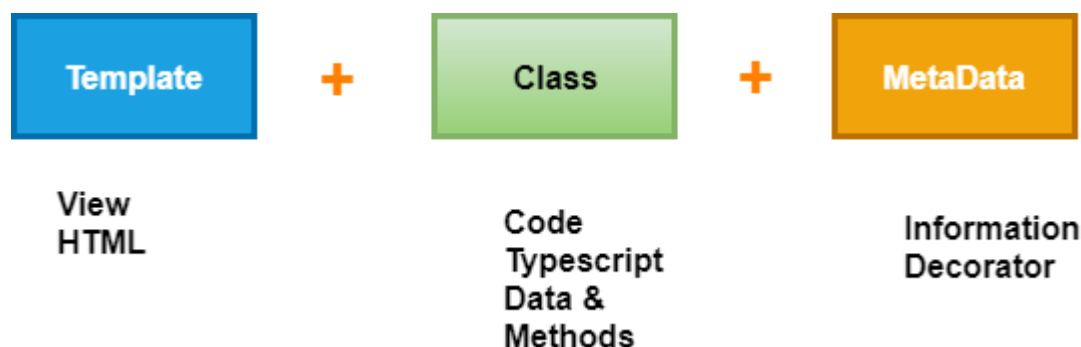 Template
+
Class
+
MetaData
View
HTML
Code
Typescript
Data &
Methods
Information
Decorator